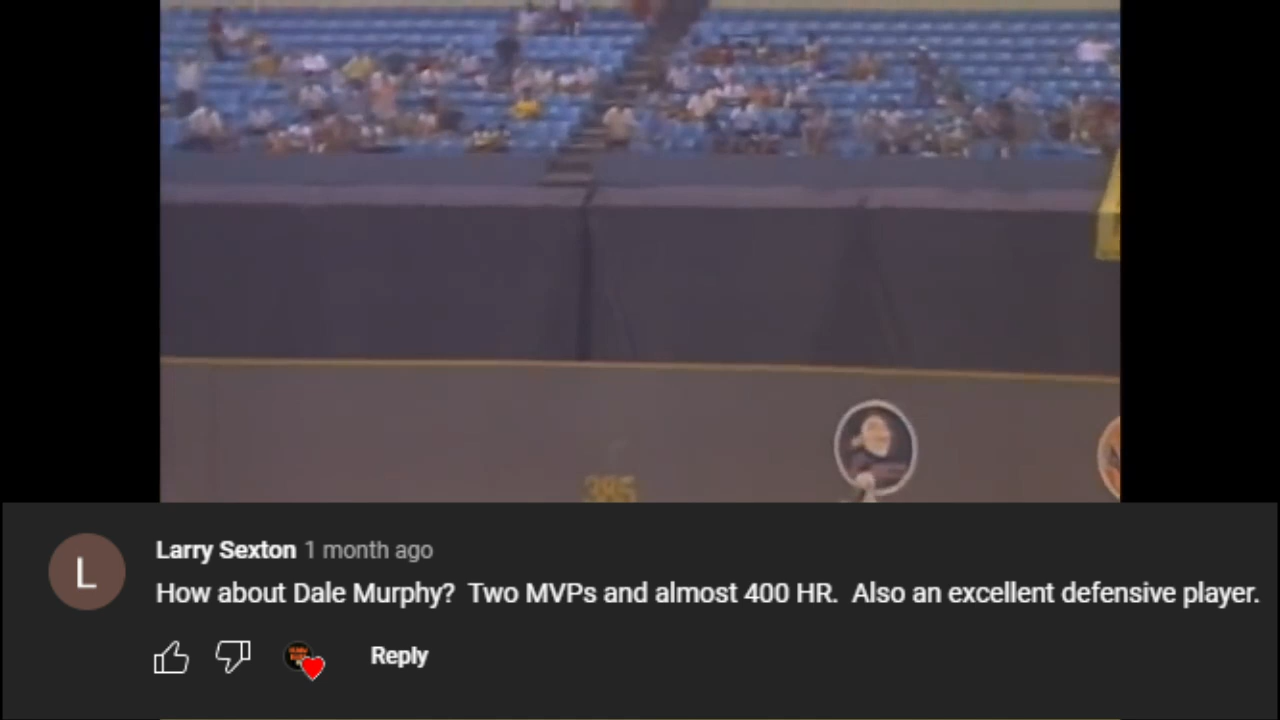 385
L
Larry Sexton 1 month ago
How about Dale Murphy? Two MVPs and almost 400 HR. Also an excellent defensive player.
Reply